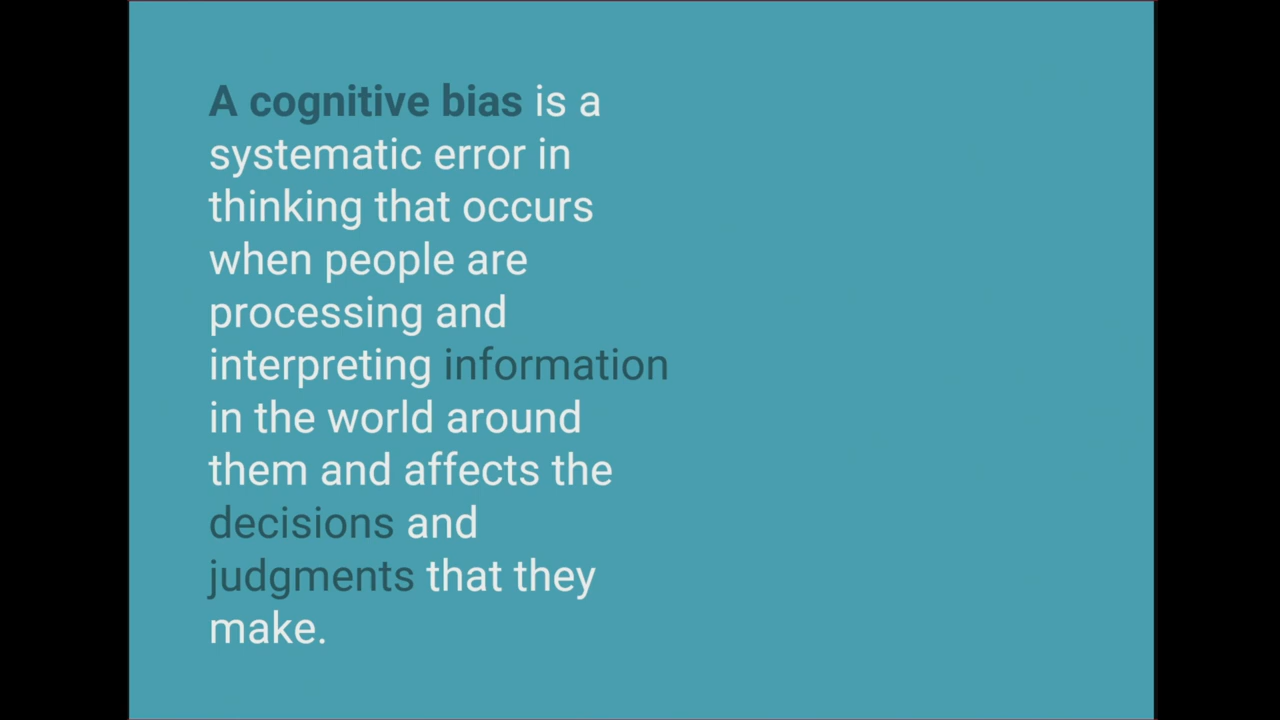 A cognitive bias is a
systematic error in
thinking that occurs
when people are
processing and
interpreting information
in the world around
them and affects the
decisions and
judgments that they
make.